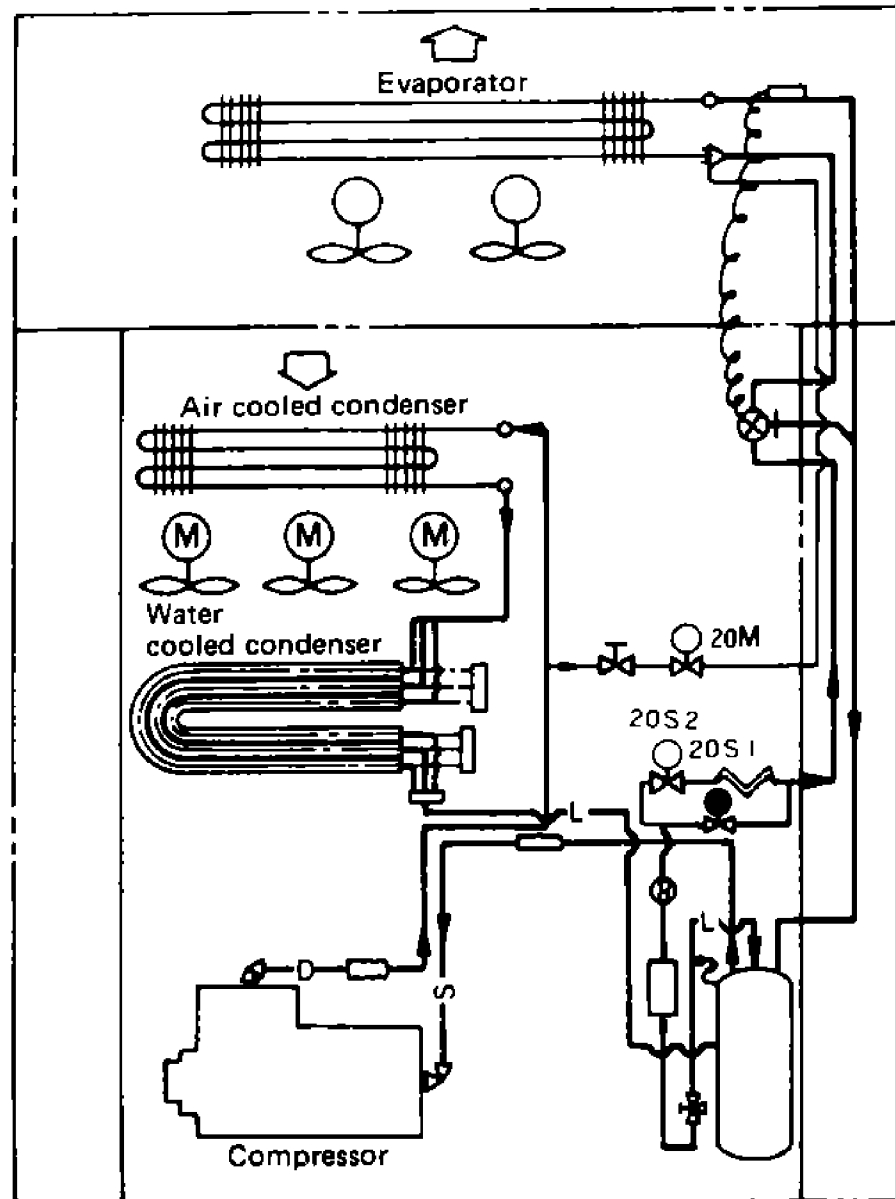 Evaporator
Air cooled condenser
M M M
Water
cooled condenser
20M
20S2
20S1
L
L
D
S
Compressor